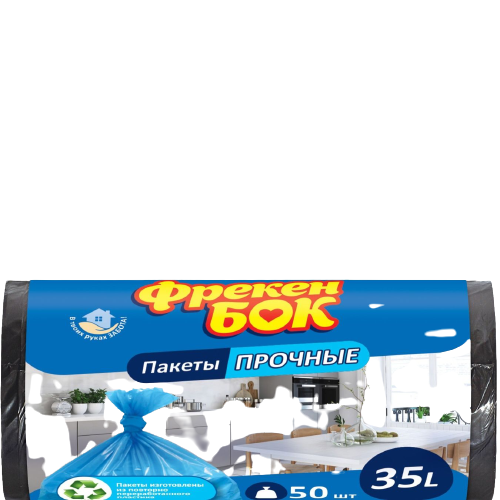 Фрекен
БОК
В твоих руках ЗАБОТА!
Пакеты ПРОЧНЫЕ
Пакеты изготовлены
из повторно
переработанного
пластика
50 шт
35L